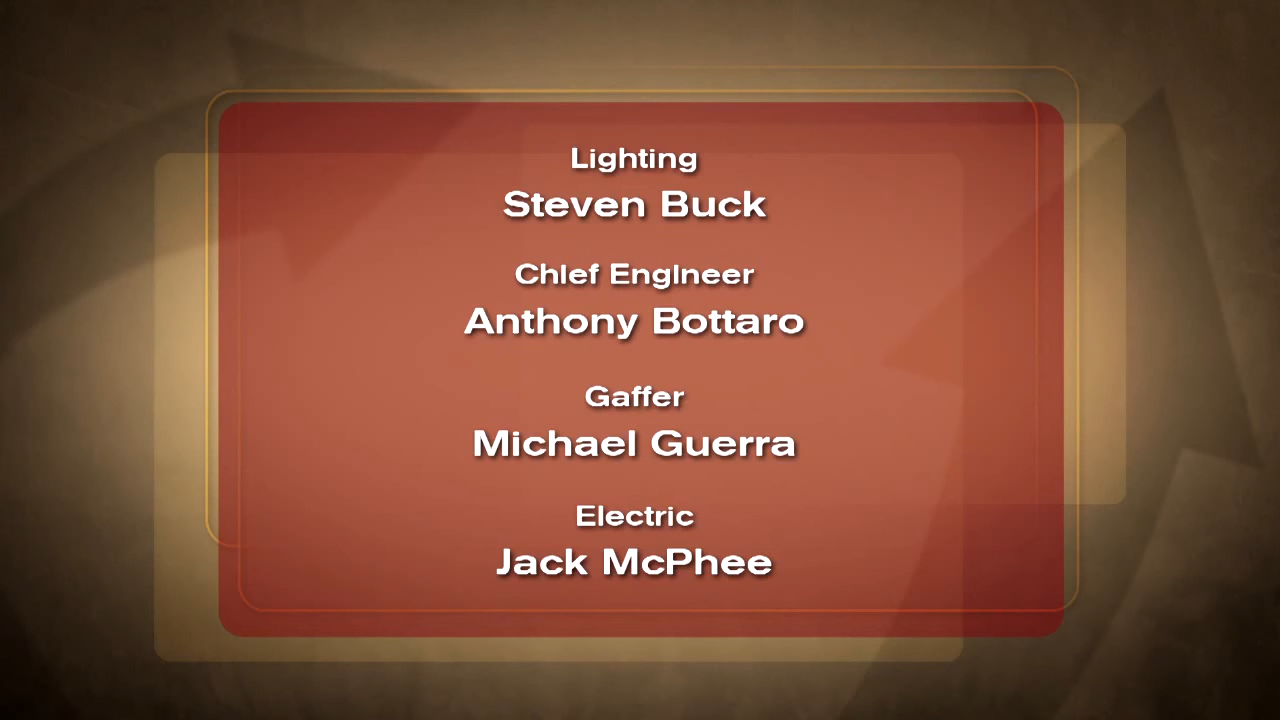 Lighting
Steven Buck
Chief Engineer
Anthony Bottaro
Gaffer
Michael Guerra
Electric
Jack McPhee